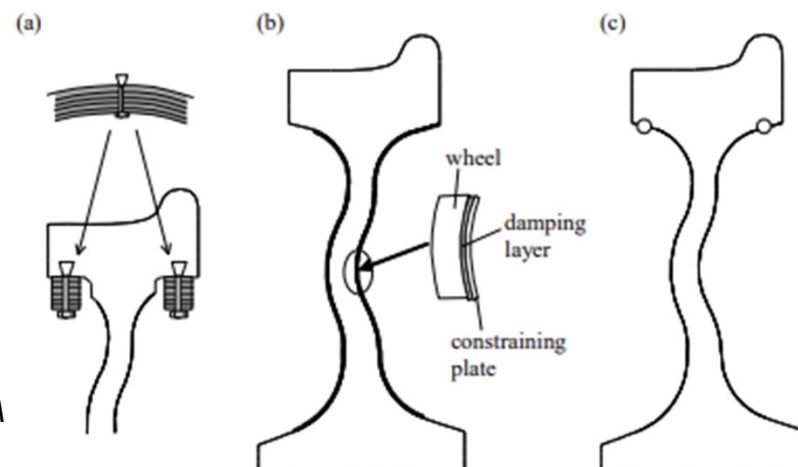 (a)
(b)
(c)
wheel
damping
layer
constraining
plate